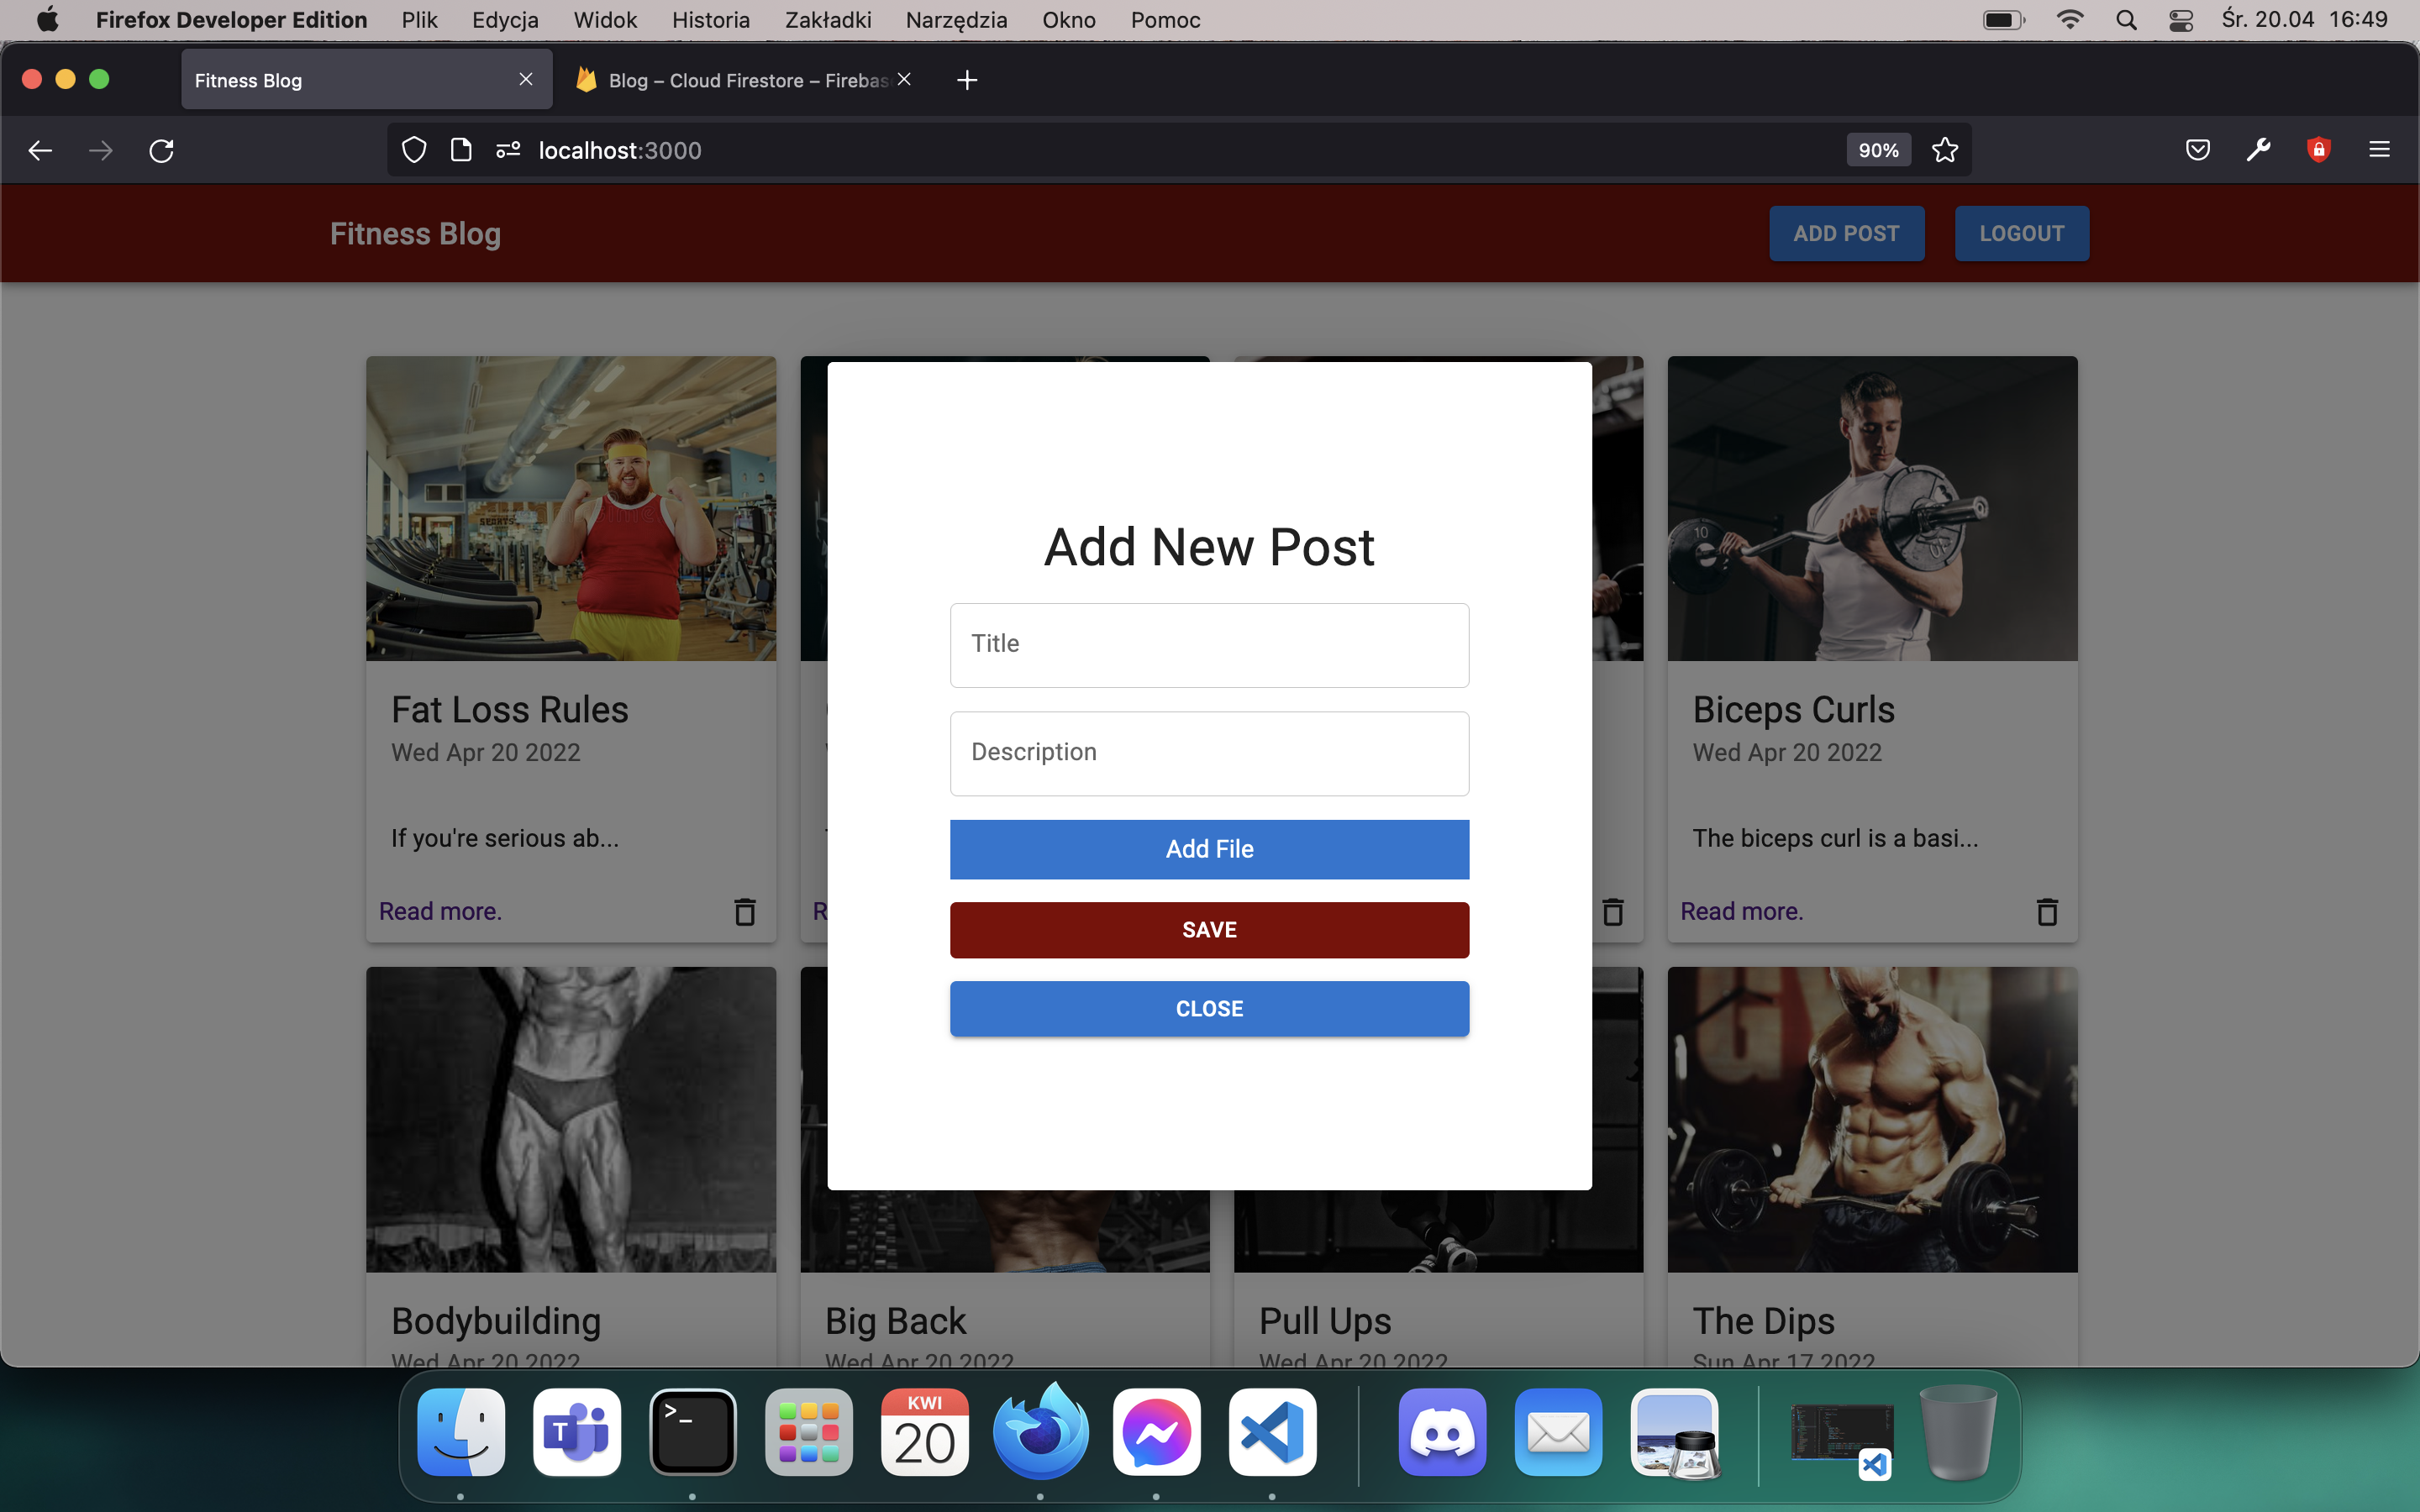 Firefox Developer Edition Plik Edycja Widok Historia Zakładki Narzędzia Okno Pomoc Śr. 20.04 16:49
Fitness Blog Blog – Cloud Firestore – Firebas
localhost:3000 90%
Fitness Blog ADD POST LOGOUT
Add New Post
Title
Description
Add File
SAVE
CLOSE
Fat Loss Rules
Wed Apr 20 2022
If you're serious ab...
Read more.
R
Biceps Curls
Wed Apr 20 2022
The biceps curl is a basi...
Read more.
Bodybuilding
Wed Apr 20 2022
Big Back
Wed Apr 20 2022
Pull Ups
Wed Apr 20 2022
The Dips
Sun Apr 17 2022
KWI
20